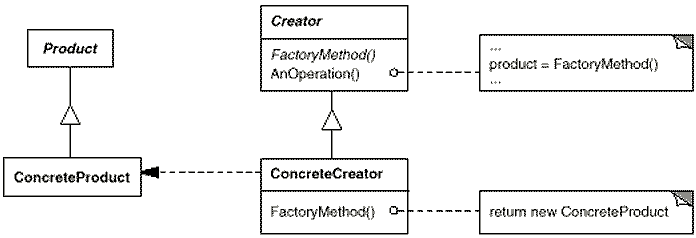 Creator
Product
FactoryMethod()
AnOperation()
...
product = FactoryMethod()
...
ConcreteProduct
ConcreteCreator
FactoryMethod()
return new ConcreteProduct